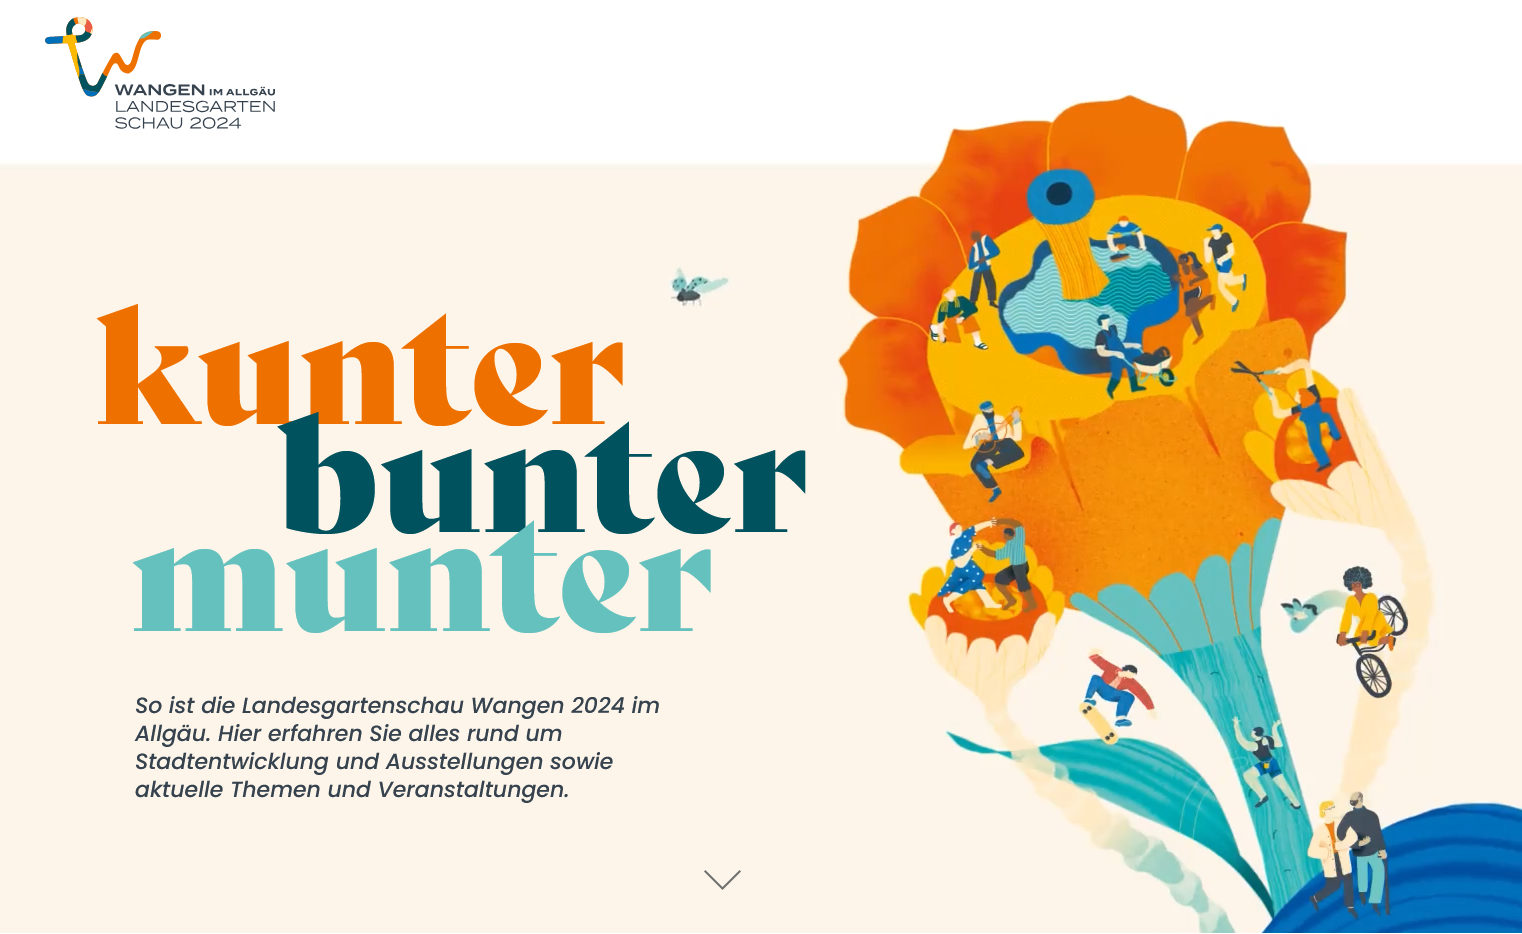 WANGEN IM ALLGÄU
LANDESGARTEN
SCHAU 2024
kunter
bunter
munter
So ist die Landesgartenschau Wangen 2024 im
Allgäu. Hier erfahren Sie alles rund um
Stadtentwicklung und Ausstellungen sowie
aktuelle Themen und Veranstaltungen.